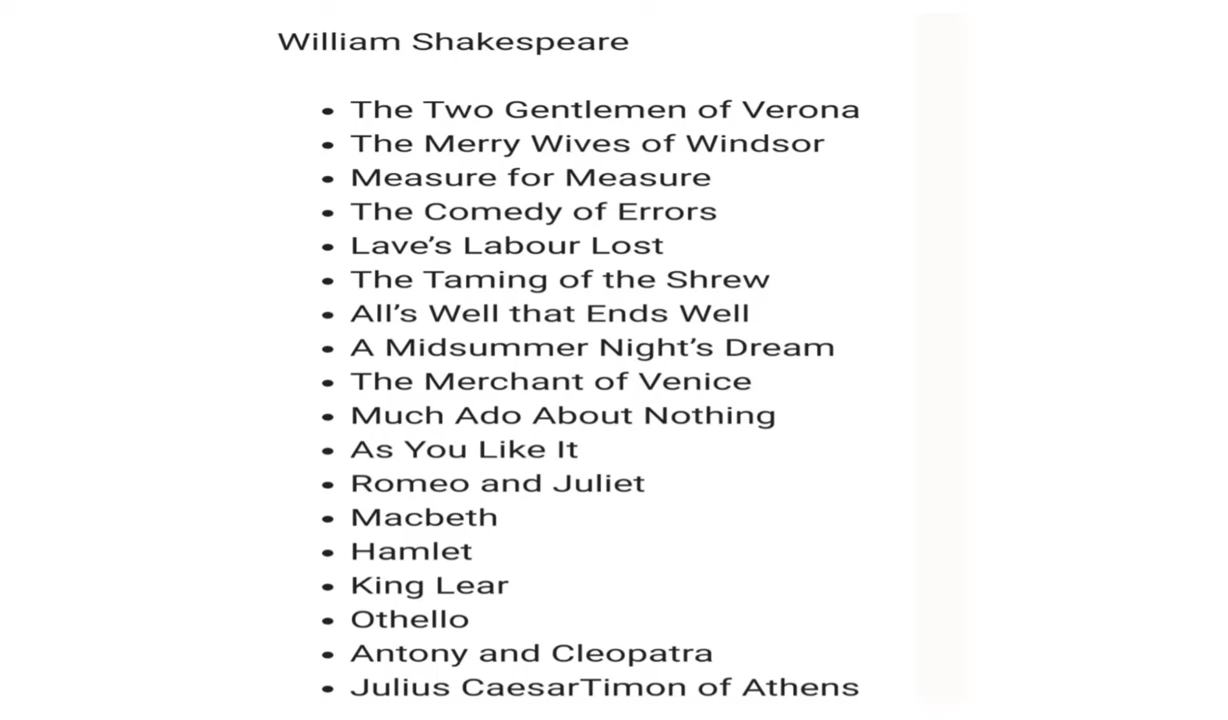 William Shakespeare
• The Two Gentlemen of Verona
• The Merry Wives of Windsor
• Measure for Measure
• The Comedy of Errors
• Lave’s Labour Lost
• The Taming of the Shrew
• All’s Well that Ends Well
• A Midsummer Night’s Dream
• The Merchant of Venice
• Much Ado About Nothing
• As You Like It
• Romeo and Juliet
• Macbeth
• Hamlet
• King Lear
• Othello
• Antony and Cleopatra
• Julius CaesarTimon of Athens